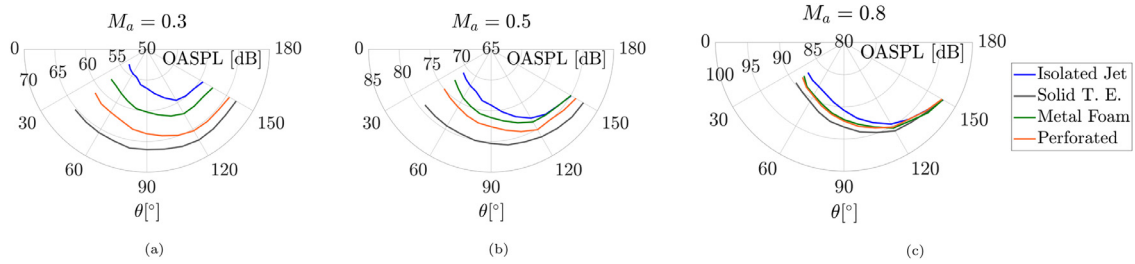 M_a = 0.3
50 OASPL [dB]
0 180
55
60
65
70
30 150
60 120
90
θ[°]
(a)
M_a = 0.5
65 OASPL [dB]
0 180
70
75
80
85
30 150
60 120
90
θ[°]
(b)
M_a = 0.8
80 OASPL [dB]
0 180
85
90
95
100
30 150
60 120
90
θ[°]
(c)
Isolated Jet
Solid T. E.
Metal Foam
Perforated